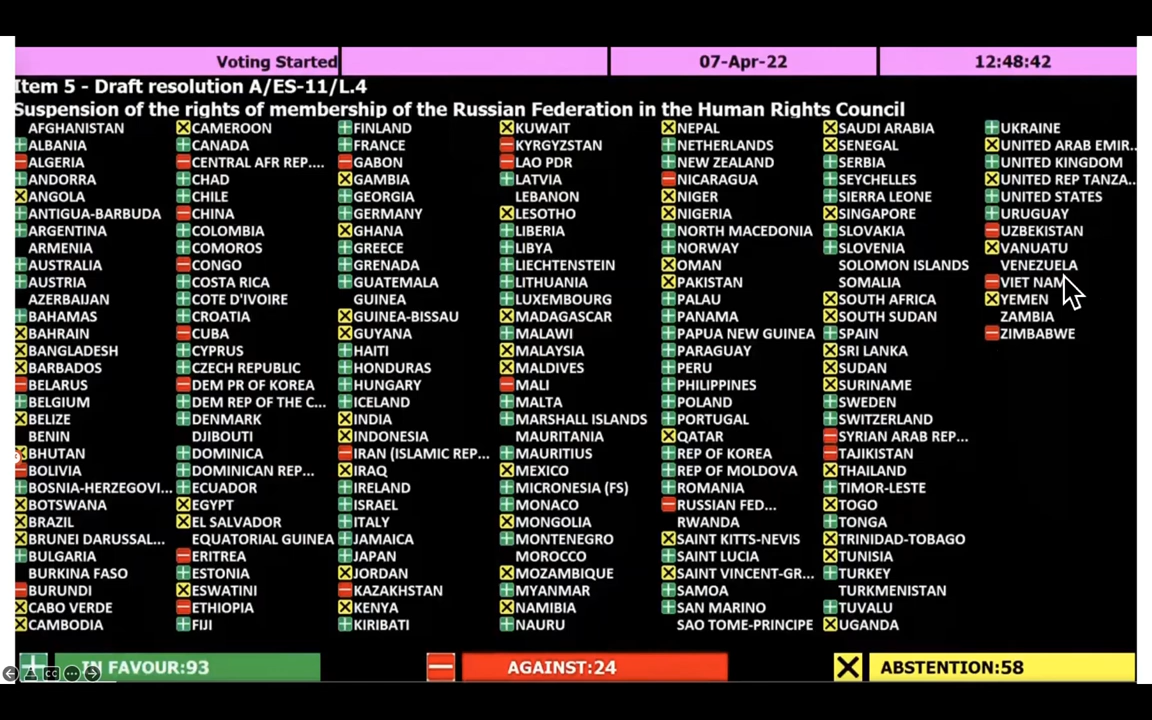 Voting Started 07-Apr-22 12:48:42
Item 5 - Draft resolution A/ES-11/L.4
Suspension of the rights of membership of the Russian Federation in the Human Rights Council
AFGHANISTAN
ALBANIA
ALGERIA
ANDORRA
ANGOLA
ANTIGUA-BARBUDA
ARGENTINA
ARMENIA
AUSTRALIA
AUSTRIA
AZERBAIJAN
BAHAMAS
BAHRAIN
BANGLADESH
BARBADOS
BELARUS
BELGIUM
BELIZE
BENIN
BHUTAN
BOLIVIA
BOSNIA-HERZEGOVI...
BOTSWANA
BRAZIL
BRUNEI DARUSSAL...
BULGARIA
BURKINA FASO
BURUNDI
CABO VERDE
CAMBODIA
CAMEROON
CANADA
CENTRAL AFR REP....
CHAD
CHILE
CHINA
COLOMBIA
COMOROS
CONGO
COSTA RICA
COTE D'IVOIRE
CROATIA
CUBA
CYPRUS
CZECH REPUBLIC
DEM PR OF KOREA
DEM REP OF THE C...
DENMARK
DJIBOUTI
DOMINICA
DOMINICAN REP...
ECUADOR
EGYPT
EL SALVADOR
EQUATORIAL GUINEA
ERITREA
ESTONIA
ESWATINI
ETHIOPIA
FIJI
FINLAND
FRANCE
GABON
GAMBIA
GEORGIA
GERMANY
GHANA
GREECE
GRENADA
GUATEMALA
GUINEA
GUINEA-BISSAU
GUYANA
HAITI
HONDURAS
HUNGARY
ICELAND
INDIA
INDONESIA
IRAN (ISLAMIC REP...
IRAQ
IRELAND
ISRAEL
ITALY
JAMAICA
JAPAN
JORDAN
KAZAKHSTAN
KENYA
KIRIBATI
KUWAIT
KYRGYZSTAN
LAO PDR
LATVIA
LEBANON
LESOTHO
LIBERIA
LIBYA
LIECHTENSTEIN
LITHUANIA
LUXEMBOURG
MADAGASCAR
MALAWI
MALAYSIA
MALDIVES
MALI
MALTA
MARSHALL ISLANDS
MAURITANIA
MAURITIUS
MEXICO
MICRONESIA (FS)
MONACO
MONGOLIA
MONTENEGRO
MOROCCO
MOZAMBIQUE
MYANMAR
NAMIBIA
NAURU
NEPAL
NETHERLANDS
NEW ZEALAND
NICARAGUA
NIGER
NIGERIA
NORTH MACEDONIA
NORWAY
OMAN
PAKISTAN
PALAU
PANAMA
PAPUA NEW GUINEA
PARAGUAY
PERU
PHILIPPINES
POLAND
PORTUGAL
QATAR
REP OF KOREA
REP OF MOLDOVA
ROMANIA
RUSSIAN FED...
RWANDA
SAINT KITTS-NEVIS
SAINT LUCIA
SAINT VINCENT-GR...
SAMOA
SAN MARINO
SAO TOME-PRINCIPE
SAUDI ARABIA
SENEGAL
SERBIA
SEYCHELLES
SIERRA LEONE
SINGAPORE
SLOVAKIA
SLOVENIA
SOLOMON ISLANDS
SOMALIA
SOUTH AFRICA
SOUTH SUDAN
SPAIN
SRI LANKA
SUDAN
SURINAME
SWEDEN
SWITZERLAND
SYRIAN ARAB REP...
TAJIKISTAN
THAILAND
TIMOR-LESTE
TOGO
TONGA
TRINIDAD-TOBAGO
TUNISIA
TURKEY
TURKMENISTAN
TUVALU
UGANDA
UKRAINE
UNITED ARAB EMIR..
UNITED KINGDOM
UNITED REP TANZA..
UNITED STATES
URUGUAY
UZBEKISTAN
VANUATU
VENEZUELA
VIET NAM
YEMEN
ZAMBIA
ZIMBABWE
IN FAVOUR:93 AGAINST:24 ABSTENTION:58
CC